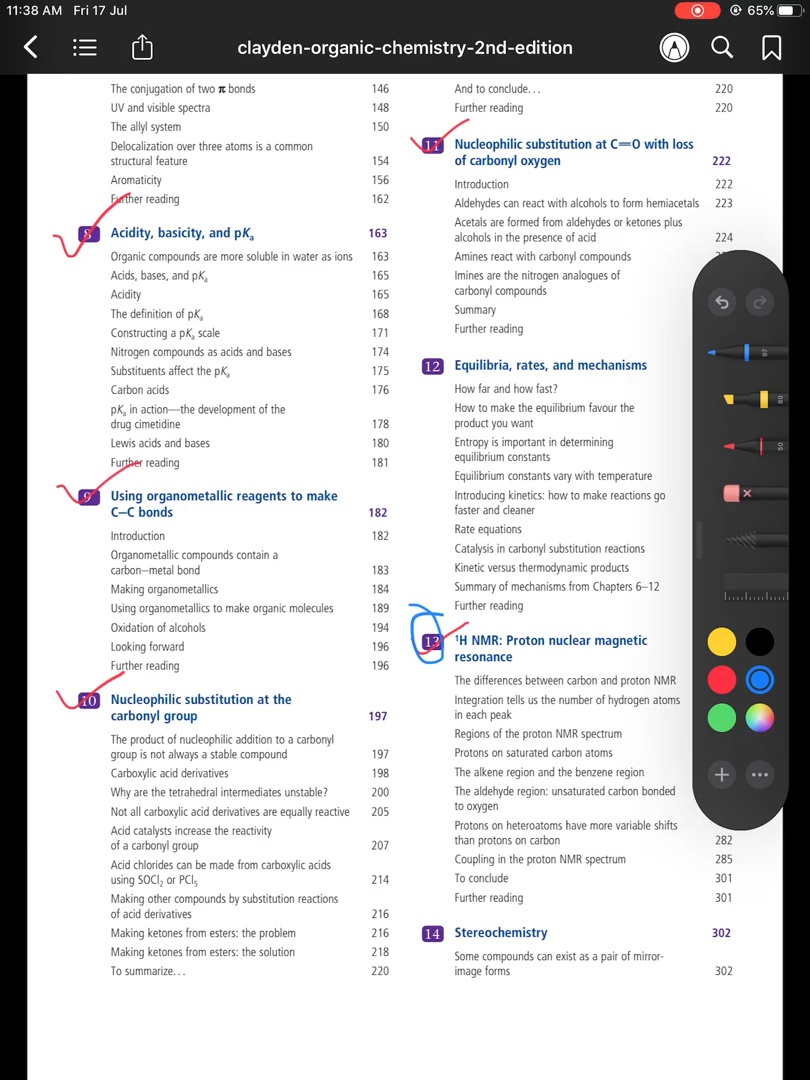 11:38 AM Fri 17 Jul
65%
clayden-organic-chemistry-2nd-edition
The conjugation of two π bonds 146
UV and visible spectra 148
The allyl system 150
Delocalization over three atoms is a common
structural feature 154
Aromaticity 156
Further reading 162
8 Acidity, basicity, and pKa 163
Organic compounds are more soluble in water as ions 163
Acids, bases, and pKa 165
Acidity 165
The definition of pKa 168
Constructing a pKa scale 171
Nitrogen compounds as acids and bases 174
Substituents affect the pKa 175
Carbon acids 176
pKa in action—the development of the
drug cimetidine 178
Lewis acids and bases 180
Further reading 181
9 Using organometallic reagents to make
C–C bonds 182
Introduction 182
Organometallic compounds contain a
carbon–metal bond 183
Making organometallics 184
Using organometallics to make organic molecules 189
Oxidation of alcohols 194
Looking forward 196
Further reading 196
10 Nucleophilic substitution at the
carbonyl group 197
The product of nucleophilic addition to a carbonyl
group is not always a stable compound 197
Carboxylic acid derivatives 198
Why are the tetrahedral intermediates unstable? 200
Not all carboxylic acid derivatives are equally reactive 205
Acid catalysts increase the reactivity
of a carbonyl group 207
Acid chlorides can be made from carboxylic acids
using SOCl2 or PCl5 214
Making other compounds by substitution reactions
of acid derivatives 216
Making ketones from esters: the problem 216
Making ketones from esters: the solution 218
To summarize… 220
And to conclude… 220
Further reading 220
11 Nucleophilic substitution at C=O with loss
of carbonyl oxygen 222
Introduction 222
Aldehydes can react with alcohols to form hemiacetals 223
Acetals are formed from aldehydes or ketones plus
alcohols in the presence of acid 224
Amines react with carbonyl compounds
Imines are the nitrogen analogues of
carbonyl compounds
Summary
Further reading
12 Equilibria, rates, and mechanisms
How far and how fast?
How to make the equilibrium favour the
product you want
Entropy is important in determining
equilibrium constants
Equilibrium constants vary with temperature
Introducing kinetics: how to make reactions go
faster and cleaner
Rate equations
Catalysis in carbonyl substitution reactions
Kinetic versus thermodynamic products
Summary of mechanisms from Chapters 6–12
Further reading
13 1H NMR: Proton nuclear magnetic
resonance
The differences between carbon and proton NMR
Integration tells us the number of hydrogen atoms
in each peak
Regions of the proton NMR spectrum
Protons on saturated carbon atoms
The alkene region and the benzene region
The aldehyde region: unsaturated carbon bonded
to oxygen
Protons on heteroatoms have more variable shifts
than protons on carbon 282
Coupling in the proton NMR spectrum 285
To conclude 301
Further reading 301
14 Stereochemistry 302
Some compounds can exist as a pair of mirror-
image forms 302
97
80
50